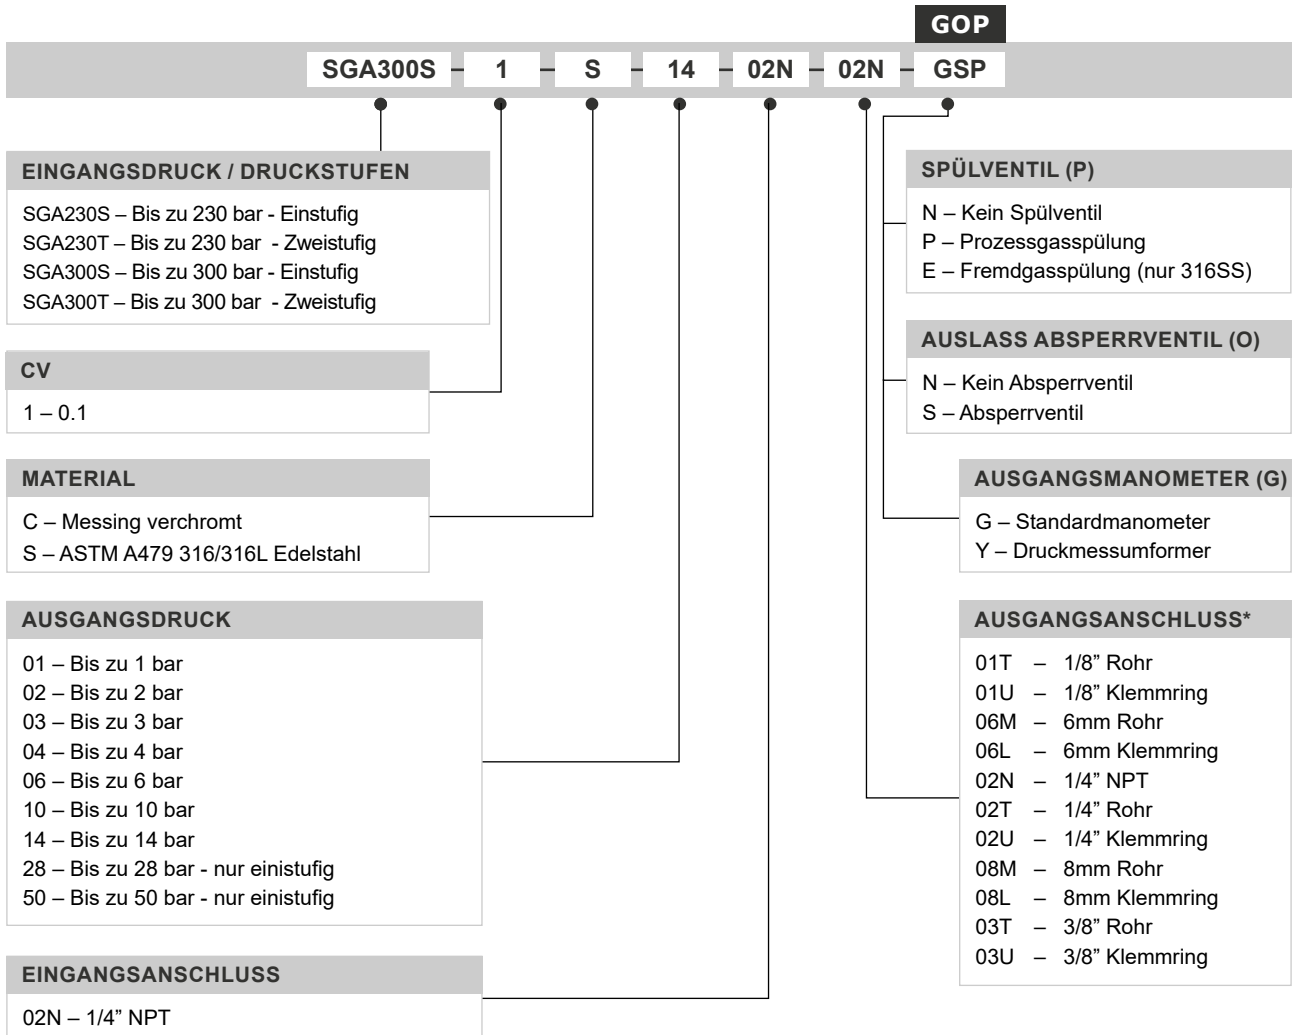 GOP
SGA300S – 1 – S – 14 – 02N – 02N – GSP
EINGANGSDRUCK / DRUCKSTUFEN
SGA230S – Bis zu 230 bar - Einstufig
SGA230T – Bis zu 230 bar - Zweistufig
SGA300S – Bis zu 300 bar - Einstufig
SGA300T – Bis zu 300 bar - Zweistufig
CV
1 – 0.1
MATERIAL
C – Messing verchromt
S – ASTM A479 316/316L Edelstahl
AUSGANGSDRUCK
01 – Bis zu 1 bar
02 – Bis zu 2 bar
03 – Bis zu 3 bar
04 – Bis zu 4 bar
06 – Bis zu 6 bar
10 – Bis zu 10 bar
14 – Bis zu 14 bar
28 – Bis zu 28 bar - nur einistufig
50 – Bis zu 50 bar - nur einistufig
EINGANGSANSCHLUSS
02N – 1/4” NPT
SPÜLVENTIL (P)
N – Kein Spülventil
P – Prozessgasspülung
E – Fremdgasspülung (nur 316SS)
AUSLASS ABSPERRVENTIL (O)
N – Kein Absperrventil
S – Absperrventil
AUSGANGSMANOMETER (G)
G – Standardmanometer
Y – Druckmessumformer
AUSGANGSANSCHLUSS*
01T – 1/8” Rohr
01U – 1/8” Klemmring
06M – 6mm Rohr
06L – 6mm Klemmring
02N – 1/4” NPT
02T – 1/4” Rohr
02U – 1/4” Klemmring
08M – 8mm Rohr
08L – 8mm Klemmring
03T – 3/8” Rohr
03U – 3/8” Klemmring